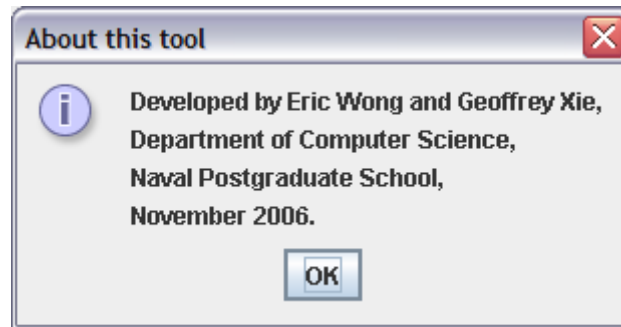 About this tool
Developed by Eric Wong and Geoffrey Xie,
Department of Computer Science,
Naval Postgraduate School,
November 2006.
OK